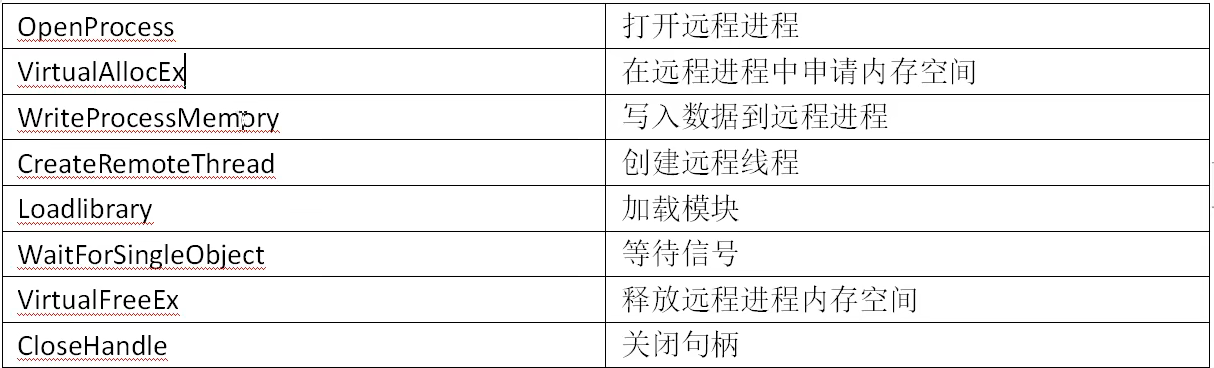 OpenProcess 打开远程进程
VirtualAllocEx 在远程进程中申请内存空间
WriteProcessMemory 写入数据到远程进程
CreateRemoteThread 创建远程线程
Loadlibrary 加载模块
WaitForSingleObject 等待信号
VirtualFreeEx 释放远程进程内存空间
CloseHandle 关闭句柄